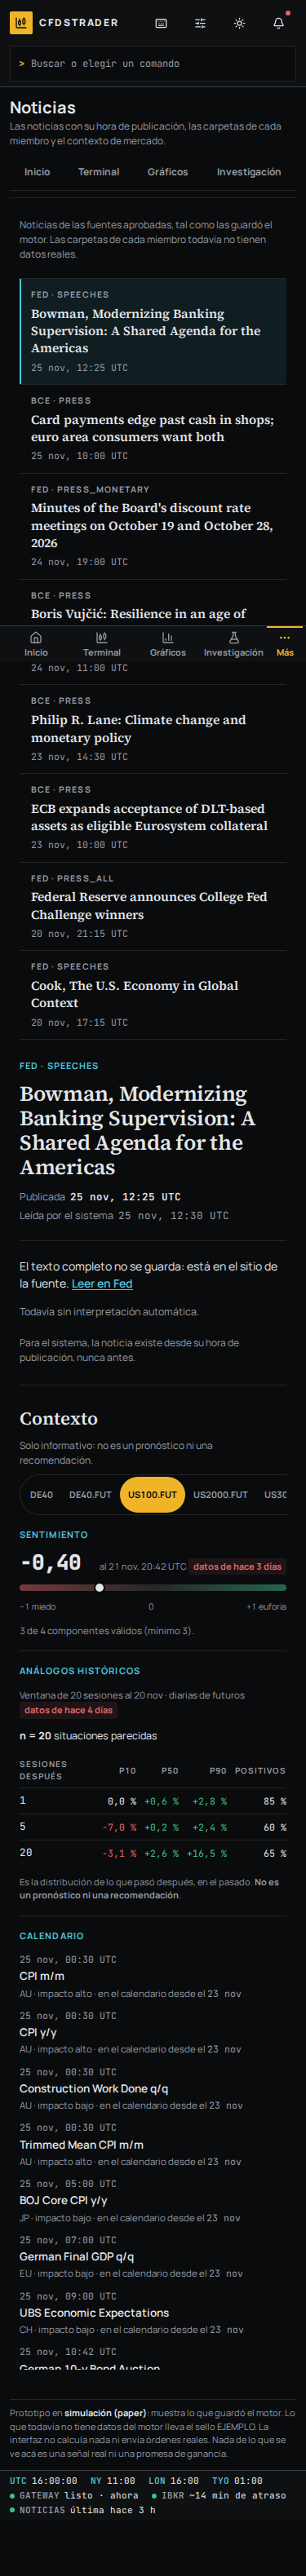 CFDSTRADER
> Buscar o elegir un comando
Noticias
Las noticias con su hora de publicación, las carpetas de cada
miembro y el contexto de mercado.
Inicio Terminal Gráficos Investigación
Noticias de las fuentes aprobadas, tal como las guardó el
motor. Las carpetas de cada miembro todavía no tienen
datos reales.
FED · SPEECHES
Bowman, Modernizing Banking
Supervision: A Shared Agenda for the
Americas
25 nov, 12:25 UTC
BCE · PRESS
Card payments edge past cash in shops;
euro area consumers want both
25 nov, 10:00 UTC
FED · PRESS_MONETARY
Minutes of the Board's discount rate
meetings on October 19 and October 28,
2026
24 nov, 19:00 UTC
BCE · PRESS
Boris Vujčić: Resilience in an age of
Inicio Terminal Gráficos Investigación Más
24 nov, 11:00 UTC
BCE · PRESS
Philip R. Lane: Climate change and
monetary policy
23 nov, 14:30 UTC
BCE · PRESS
ECB expands acceptance of DLT-based
assets as eligible Eurosystem collateral
23 nov, 10:00 UTC
FED · PRESS_ALL
Federal Reserve announces College Fed
Challenge winners
20 nov, 21:15 UTC
FED · SPEECHES
Cook, The U.S. Economy in Global
Context
20 nov, 17:15 UTC
FED · SPEECHES
Bowman, Modernizing
Banking Supervision: A
Shared Agenda for the
Americas
Publicada 25 nov, 12:25 UTC
Leída por el sistema 25 nov, 12:30 UTC
El texto completo no se guarda: está en el sitio de
la fuente. Leer en Fed
Todavía sin interpretación automática.
Para el sistema, la noticia existe desde su hora de
publicación, nunca antes.
Contexto
Solo informativo: no es un pronóstico ni una
recomendación.
DE40 DE40.FUT US100.FUT US2000.FUT US30
SENTIMIENTO
-0,40 al 21 nov, 20:42 UTC datos de hace 3 días
−1 miedo 0 +1 euforia
3 de 4 componentes válidos (mínimo 3).
ANÁLOGOS HISTÓRICOS
Ventana de 20 sesiones al 20 nov · diarias de futuros
datos de hace 4 días
n = 20 situaciones parecidas
SESIONES DESPUÉS P10 P50 P90 POSITIVOS
1 0,0 % +0,6 % +2,8 % 85 %
5 -7,0 % +0,2 % +2,4 % 60 %
20 -3,1 % +2,6 % +16,5 % 65 %
Es la distribución de lo que pasó después, en el pasado. No es
un pronóstico ni una recomendación.
CALENDARIO
25 nov, 00:30 UTC
CPI m/m
AU · impacto alto · en el calendario desde el 23 nov
25 nov, 00:30 UTC
CPI y/y
AU · impacto alto · en el calendario desde el 23 nov
25 nov, 00:30 UTC
Construction Work Done q/q
AU · impacto bajo · en el calendario desde el 23 nov
25 nov, 00:30 UTC
Trimmed Mean CPI m/m
AU · impacto alto · en el calendario desde el 23 nov
25 nov, 05:00 UTC
BOJ Core CPI y/y
JP · impacto bajo · en el calendario desde el 23 nov
25 nov, 07:00 UTC
German Final GDP q/q
EU · impacto bajo · en el calendario desde el 23 nov
25 nov, 09:00 UTC
UBS Economic Expectations
CH · impacto bajo · en el calendario desde el 23 nov
25 nov, 10:42 UTC
German 10-y Bond Auction
Prototipo en simulación (paper): muestra lo que guardó el motor. Lo
que todavía no tiene datos del motor lleva el sello EJEMPLO. La
interfaz no calcula nada ni envía órdenes reales. Nada de lo que se
ve acá es una señal real ni una promesa de ganancia.
UTC 16:00:00 NY 11:00 LON 16:00 TYO 01:00
GATEWAY listo · ahora IBKR ~14 min de atraso
NOTICIAS última hace 3 h